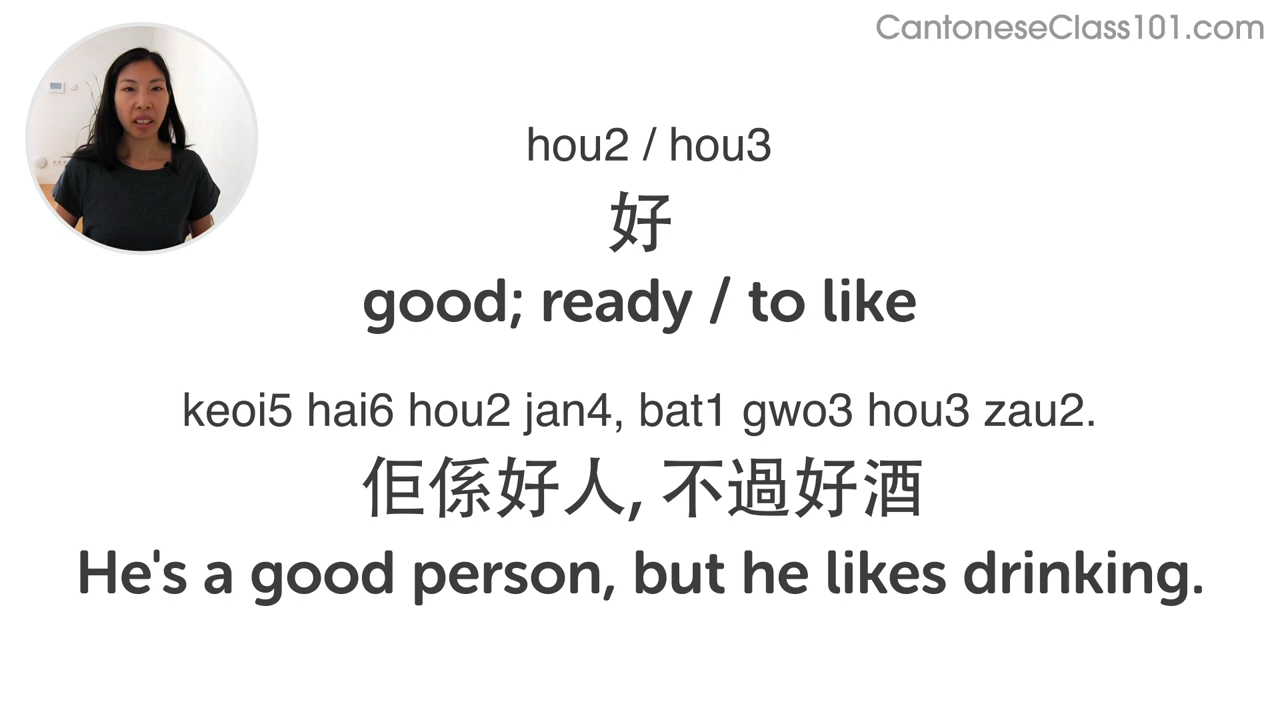 CantoneseClass101.com
hou2 / hou3
好
good; ready / to like
keoi5 hai6 hou2 jan4, bat1 gwo3 hou3 zau2.
佢係好人, 不過好酒
He's a good person, but he likes drinking.